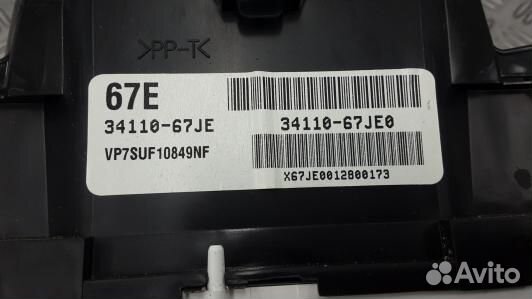 >PP-T<
67E
34110-67JE
34110-67JE0
VP7SUF10849NF
X67JE0012800173
Avito